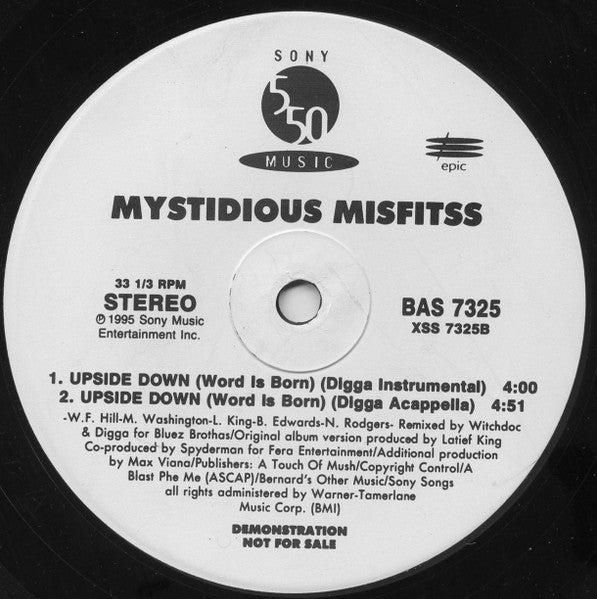 SONY
550
MUSIC
epic
MYSTIDIOUS MISFITSS
33 1/3 RPM
STEREO
℗ 1995 Sony Music
Entertainment Inc.
BAS 7325
XSS 7325B
1. UPSIDE DOWN (Word Is Born) (Digga Instrumental) 4:00
2. UPSIDE DOWN (Word Is Born) (Digga Acappella) 4:51
-W.F. Hill-M. Washington-L. King-B. Edwards-N. Rodgers- Remixed by Witchdoc
& Digga for Bluez Brothas/Original album version produced by Latief King
Co-produced by Spyderman for Fera Entertainment/Additional production
by Max Viana/Publishers: A Touch Of Mush/Copyright Control/A
Blast Phe Me (ASCAP)/Bernard's Other Music/Sony Songs
all rights administered by Warner-Tamerlane
Music Corp. (BMI)
DEMONSTRATION
NOT FOR SALE